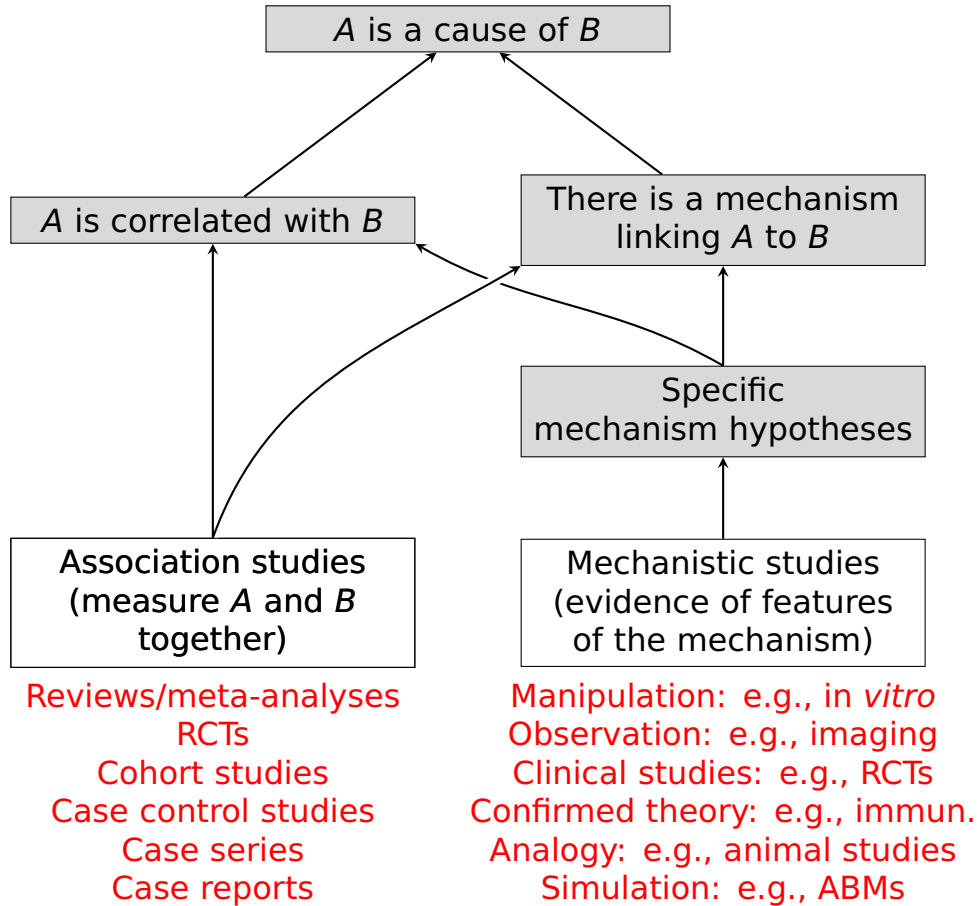 A is a cause of B
A is correlated with B
There is a mechanism
linking A to B
Specific
mechanism hypotheses
Association studies
(measure A and B
together)
Mechanistic studies
(evidence of features
of the mechanism)
Reviews/meta-analyses
RCTs
Cohort studies
Case control studies
Case series
Case reports
Manipulation: e.g., in vitro
Observation: e.g., imaging
Clinical studies: e.g., RCTs
Confirmed theory: e.g., immun.
Analogy: e.g., animal studies
Simulation: e.g., ABMs